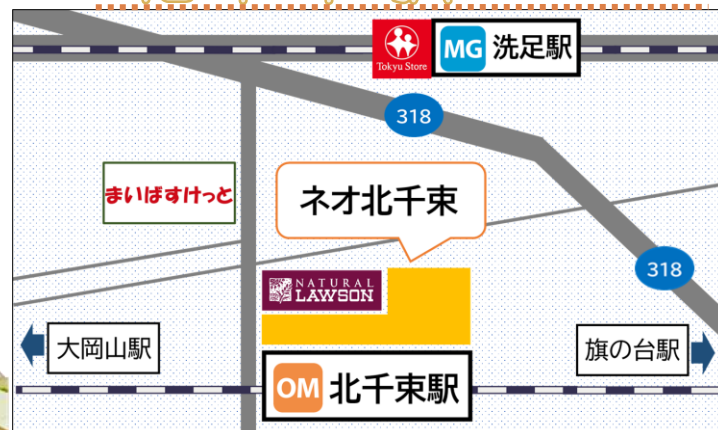 Tokyu Store
MG 洗足駅
318
まいばすけっと
ネオ北千束
NATURAL
LAWSON
318
大岡山駅
旗の台駅
OM 北千束駅